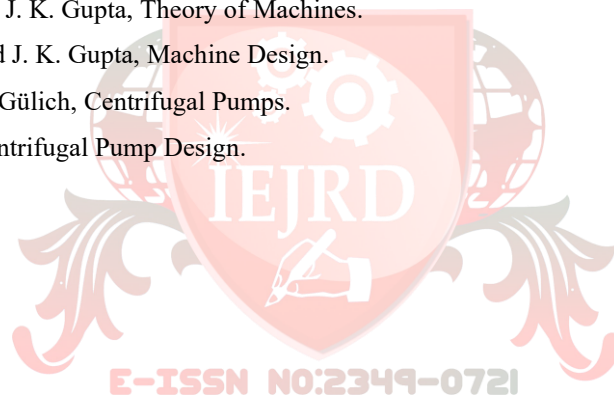 J. K. Gupta, Theory of Machines.
d J. K. Gupta, Machine Design.
Gülich, Centrifugal Pumps.
ntrifugal Pump Design.
IEJRD
E-ISSN NO:2349-0721